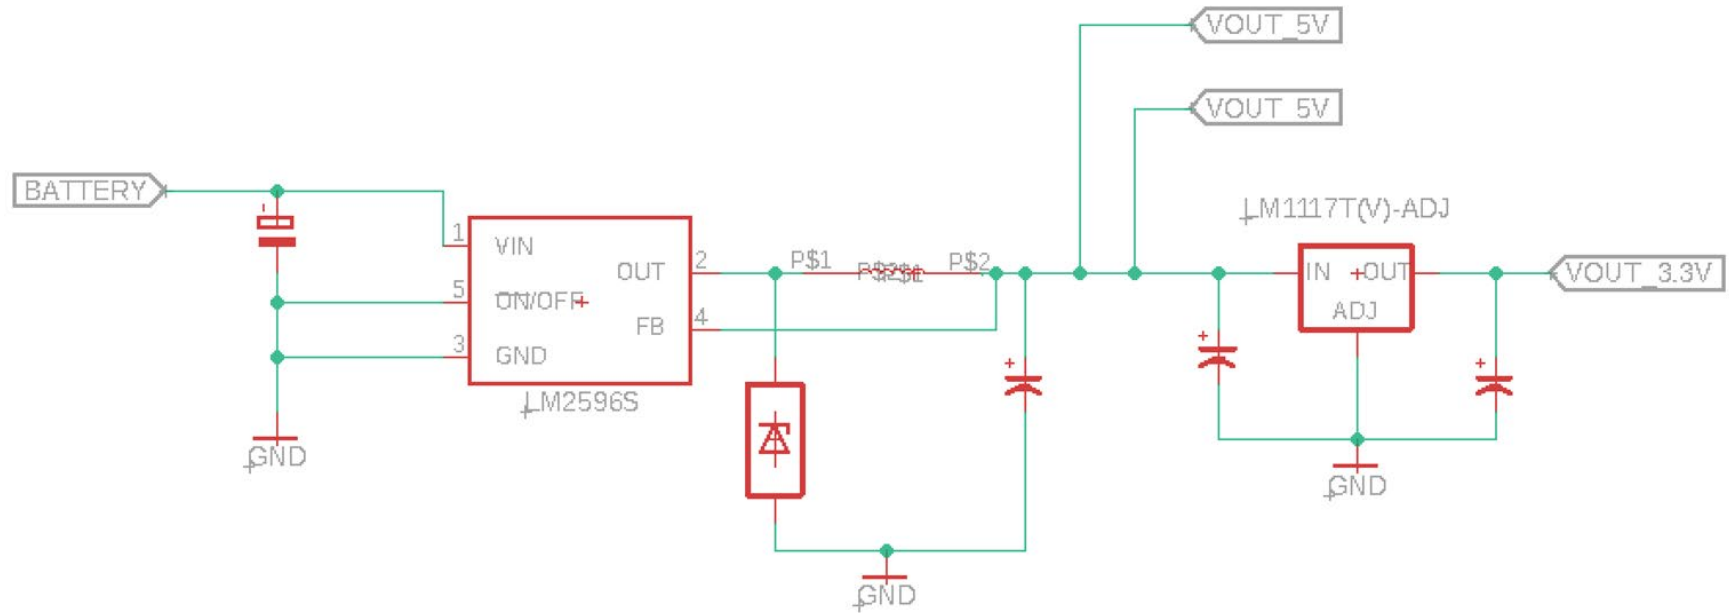 VOUT_5V
VOUT_5V
BATTERY
LM1117T(V)-ADJ
1
VIN
OUT
2
P$1
P$2
IN
OUT
VOUT_3.3V
5
ON/OFF
ADJ
FB
4
3
GND
LM2596S
GND
GND
GND